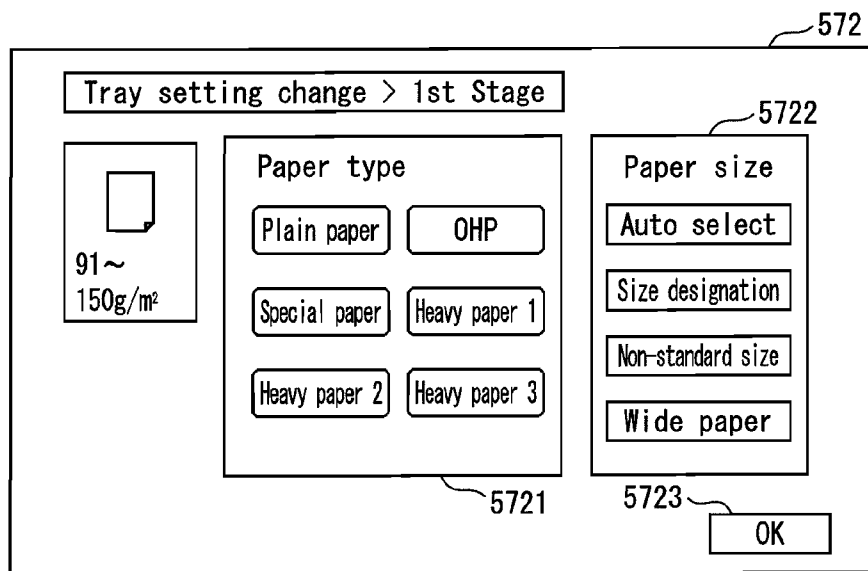 572
Tray setting change > 1st Stage
5722
91~
150g/m²
Paper type
Plain paper
OHP
Special paper
Heavy paper 1
Heavy paper 2
Heavy paper 3
Paper size
Auto select
Size designation
Non-standard size
Wide paper
5721
5723
OK